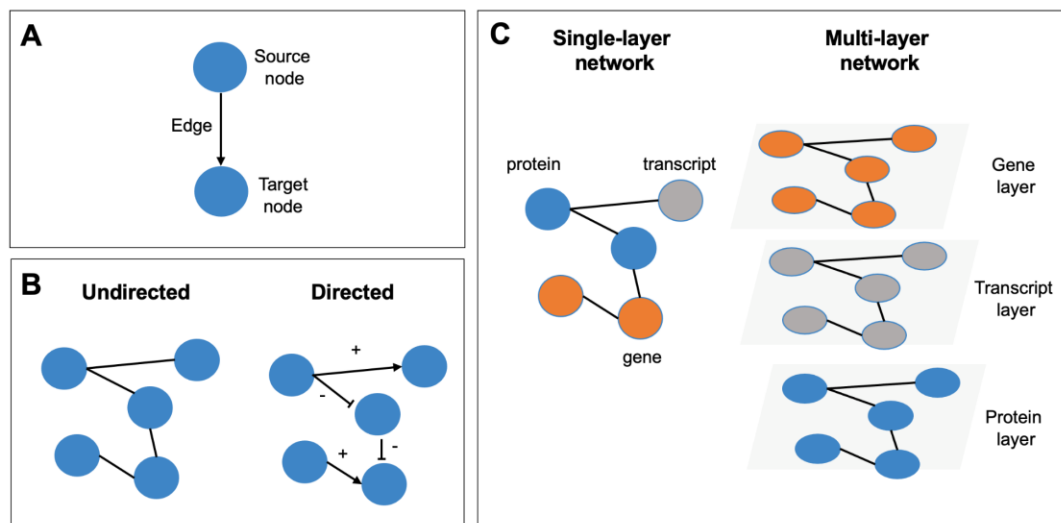 A
Source
node
Edge
Target
node
B
Undirected
Directed
+
-
-
+
C
Single-layer
network
Multi-layer
network
protein
transcript
gene
Gene
layer
Transcript
layer
Protein
layer